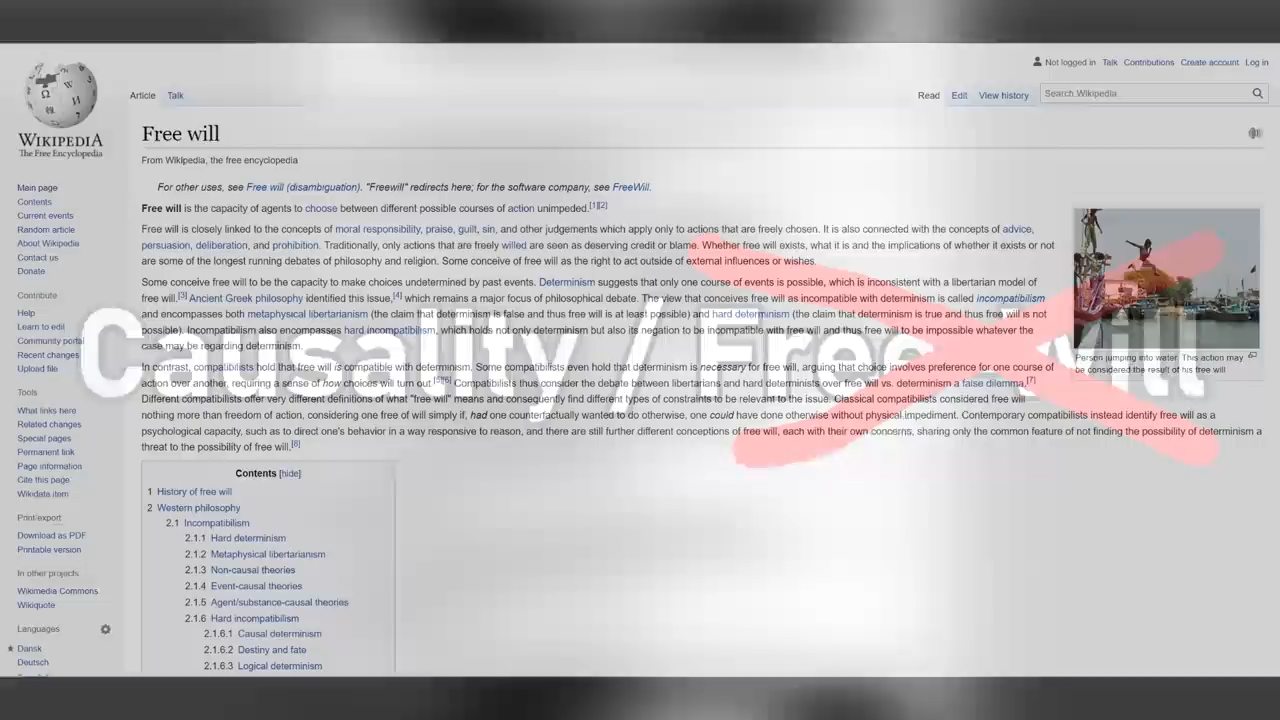 Not logged in Talk Contributions Create account Log in
Article Talk
Read Edit View history
Search Wikipedia
WIKIPEDIA
The Free Encyclopedia
Free will
From Wikipedia, the free encyclopedia
For other uses, see Free will (disambiguation). "Freewill" redirects here; for the software company, see FreeWill.
Free will is the capacity of agents to choose between different possible courses of action unimpeded.[1][2]
Free will is closely linked to the concepts of moral responsibility, praise, guilt, sin, and other judgements which apply only to actions that are freely chosen. It is also connected with the concepts of advice,
persuasion, deliberation, and prohibition. Traditionally, only actions that are freely willed are seen as deserving credit or blame. Whether free will exists, what it is and the implications of whether it exists or not
are some of the longest running debates of philosophy and religion. Some conceive of free will as the right to act outside of external influences or wishes.
Some conceive free will to be the capacity to make choices undetermined by past events. Determinism suggests that only one course of events is possible, which is inconsistent with a libertarian model of
free will.[3] Ancient Greek philosophy identified this issue,[4] which remains a major focus of philosophical debate. The view that conceives free will as incompatible with determinism is called incompatibilism
and encompasses both metaphysical libertarianism (the claim that determinism is false and thus free will is at least possible) and hard determinism (the claim that determinism is true and thus free will is not
possible). Incompatibilism also encompasses hard incompatibilism, which holds not only determinism but also its negation to be incompatible with free will and thus free will to be impossible whatever the
case may be regarding determinism.
In contrast, compatibilists hold that free will is compatible with determinism. Some compatibilists even hold that determinism is necessary for free will, arguing that choice involves preference for one course of
action over another, requiring a sense of how choices will turn out.[5][6] Compatibilists thus consider the debate between libertarians and hard determinists over free will vs. determinism a false dilemma.[7]
Different compatibilists offer very different definitions of what "free will" means and consequently find different types of constraints to be relevant to the issue. Classical compatibilists considered free will
nothing more than freedom of action, considering one free of will simply if, had one counterfactually wanted to do otherwise, one could have done otherwise without physical impediment. Contemporary compatibilists instead identify free will as a
psychological capacity, such as to direct one's behavior in a way responsive to reason, and there are still further different conceptions of free will, each with their own concerns, sharing only the common feature of not finding the possibility of determinism a
threat to the possibility of free will.[8]
Person jumping into water. This action may
be considered the result of his free will
Causality / Free will
Main page
Contents
Current events
Random article
About Wikipedia
Contact us
Donate
Contribute
Help
Learn to edit
Community portal
Recent changes
Upload file
Tools
What links here
Related changes
Special pages
Permanent link
Page information
Cite this page
Wikidata item
Print/export
Download as PDF
Printable version
In other projects
Wikimedia Commons
Wikiquote
Languages
Dansk
Deutsch
Contents [hide]
1 History of free will
2 Western philosophy
2.1 Incompatibilism
2.1.1 Hard determinism
2.1.2 Metaphysical libertarianism
2.1.3 Non-causal theories
2.1.4 Event-causal theories
2.1.5 Agent/substance-causal theories
2.1.6 Hard incompatibilism
2.1.6.1 Causal determinism
2.1.6.2 Destiny and fate
2.1.6.3 Logical determinism